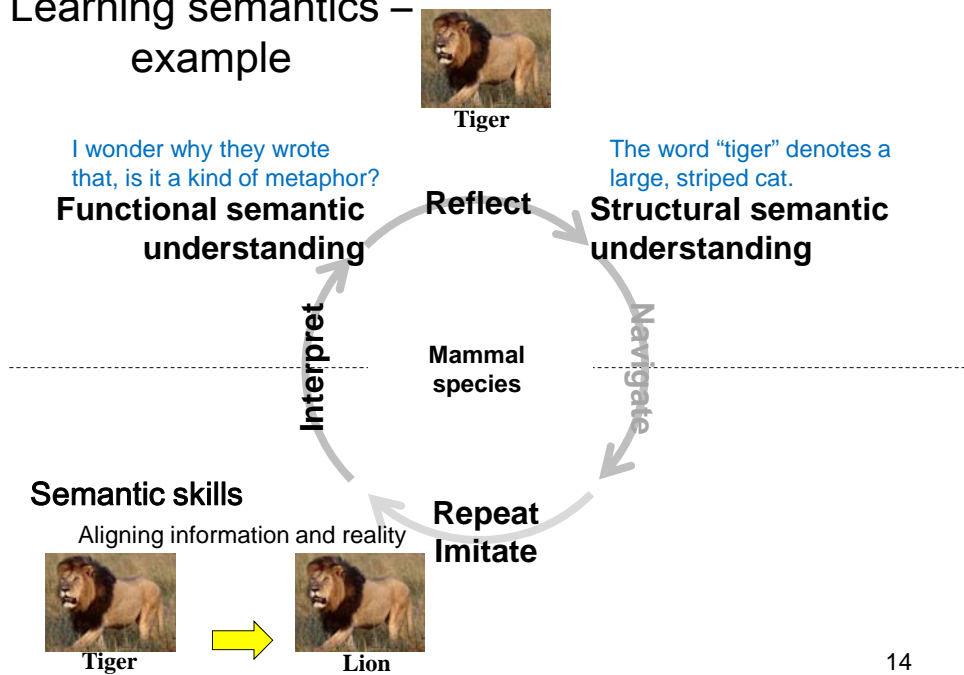 Learning semantics –
example
Tiger
I wonder why they wrote
that, is it a kind of metaphor?
Functional semantic
understanding
Reflect
The word “tiger” denotes a
large, striped cat.
Structural semantic
understanding
Interpret
Mammal
species
Navigate
Semantic skills
Aligning information and reality
Repeat
Imitate
Tiger
Lion
14